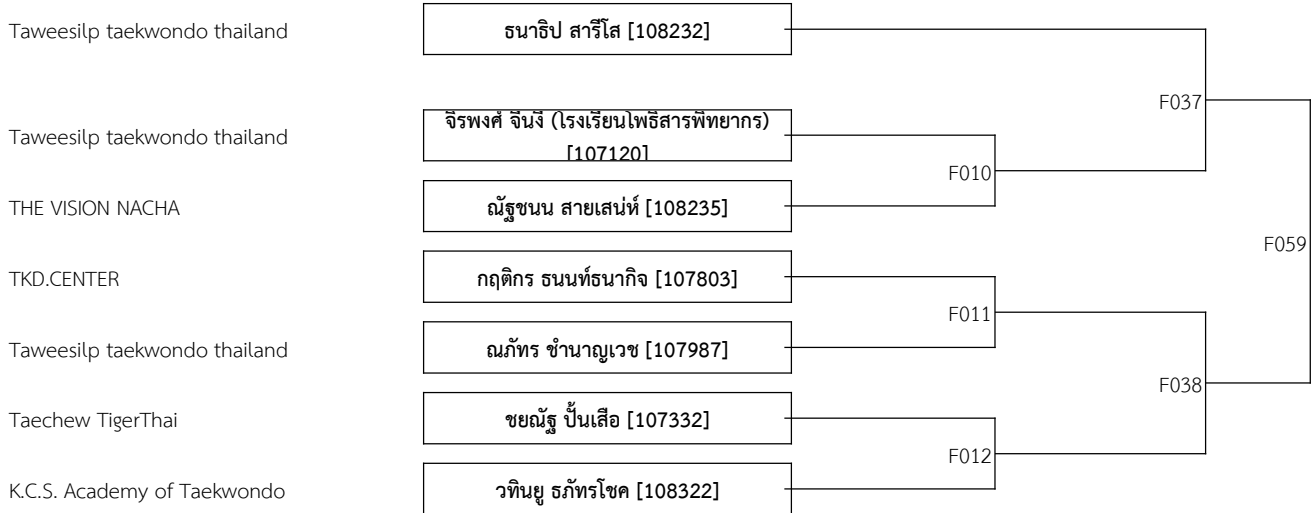 Taweesilp taekwondo thailand
ธนาธิป สารีโส [108232]
F037
Taweesilp taekwondo thailand
จิรพงศ์ จีนงี่ (โรงเรียนโพธิสารพิทยากร)
[107120]
F010
THE VISION NACHA
ณัฐชนน สายเสน่ห์ [108235]
F059
TKD.CENTER
กฤติกร ธนนท์ธนากิจ [107803]
F011
Taweesilp taekwondo thailand
ณภัทร ชำนาญเวช [107987]
F038
Taechew TigerThai
ชยณัฐ ปั้นเสือ [107332]
F012
K.C.S. Academy of Taekwondo
วทินยู ธภัทรโชค [108322]